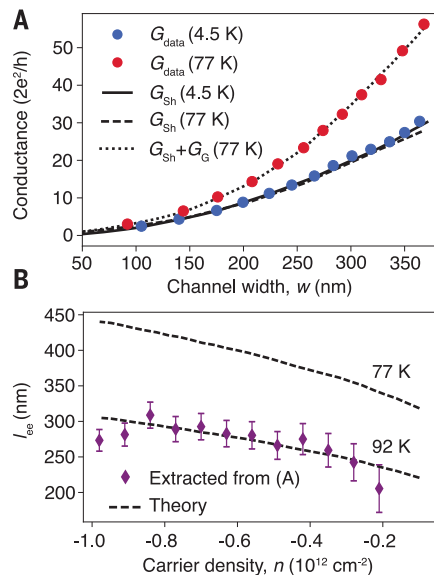 A
Conductance (2e²/h)
50
40
30
20
10
0
G_data (4.5 K)
G_data (77 K)
G_Sh (4.5 K)
G_Sh (77 K)
G_Sh+G_G (77 K)
50 100 150 200 250 300 350
Channel width, w (nm)
B
l_ee (nm)
450
400
350
300
250
200
77 K
92 K
Extracted from (A)
Theory
-1.0 -0.8 -0.6 -0.4 -0.2
Carrier density, n (10¹² cm⁻²)